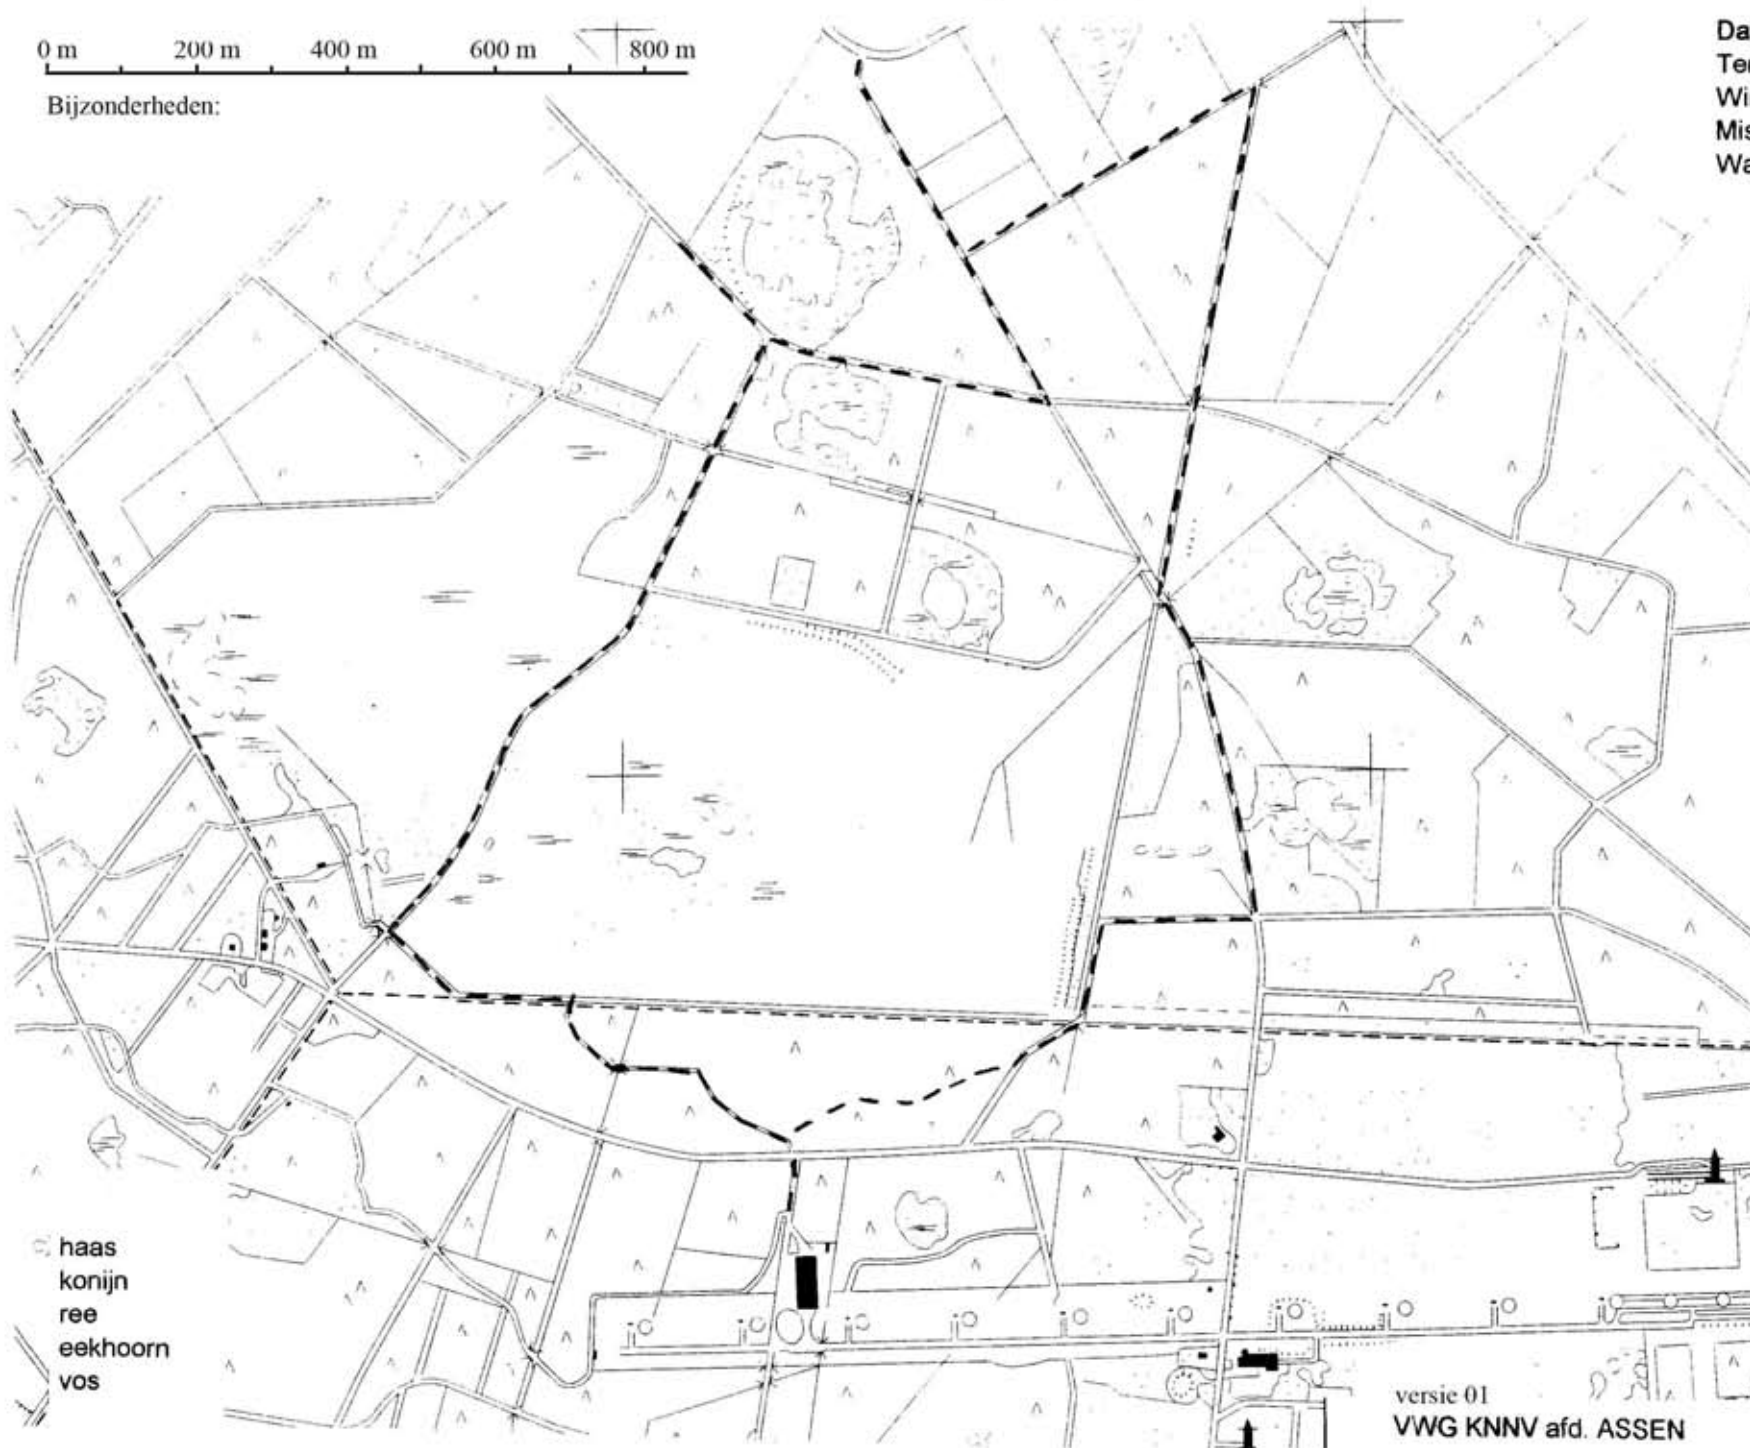 0 m 200 m 400 m 600 m 800 m
Bijzonderheden:
Da
Te
Wi
Mis
Wa
haas
konijn
ree
eekhoorn
vos
versie 01
VWG KNNV afd. ASSEN